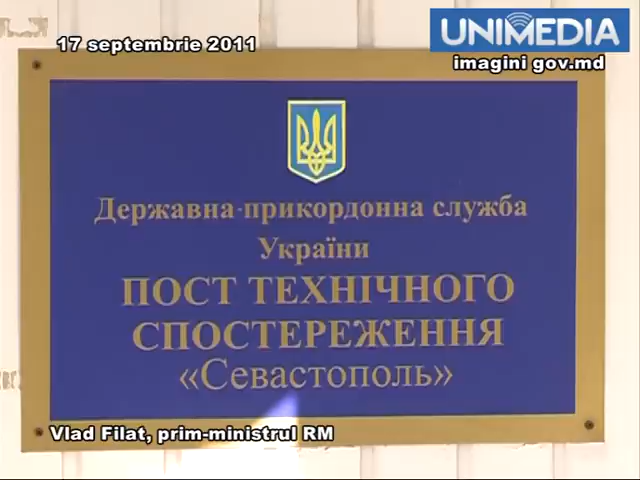 17 septembrie 2011
UNIMEDIA
imagini gov.md
Державна прикордонна служба
України
ПОСТ ТЕХНІЧНОГО
СПОСТЕРЕЖЕННЯ
«Севастополь»
Vlad Filat, prim-ministrul RM